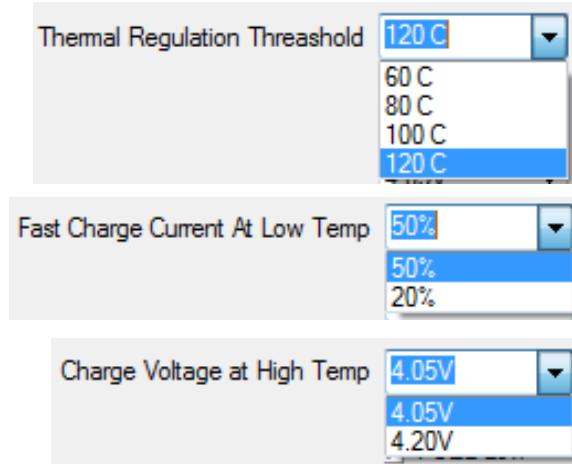 Thermal Regulation Threashold 120 C
60 C
80 C
100 C
120 C
Fast Charge Current At Low Temp 50%
50%
20%
Charge Voltage at High Temp 4.05V
4.05V
4.20V